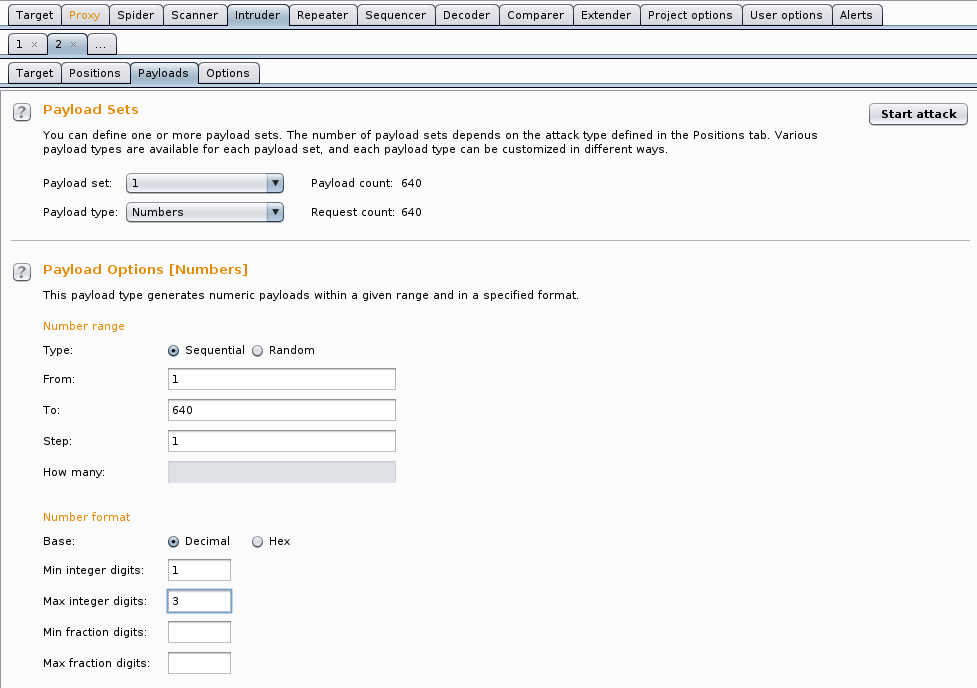 Target Proxy Spider Scanner Intruder Repeater Sequencer Decoder Comparer Extender Project options User options Alerts
1 × 2 × ...
Target Positions Payloads Options
? Payload Sets Start attack
You can define one or more payload sets. The number of payload sets depends on the attack type defined in the Positions tab. Various
payload types are available for each payload set, and each payload type can be customized in different ways.
Payload set: 1 Payload count: 640
Payload type: Numbers Request count: 640
? Payload Options [Numbers]
This payload type generates numeric payloads within a given range and in a specified format.
Number range
Type: Sequential Random
From: 1
To: 640
Step: 1
How many:
Number format
Base: Decimal Hex
Min integer digits: 1
Max integer digits: 3
Min fraction digits:
Max fraction digits: